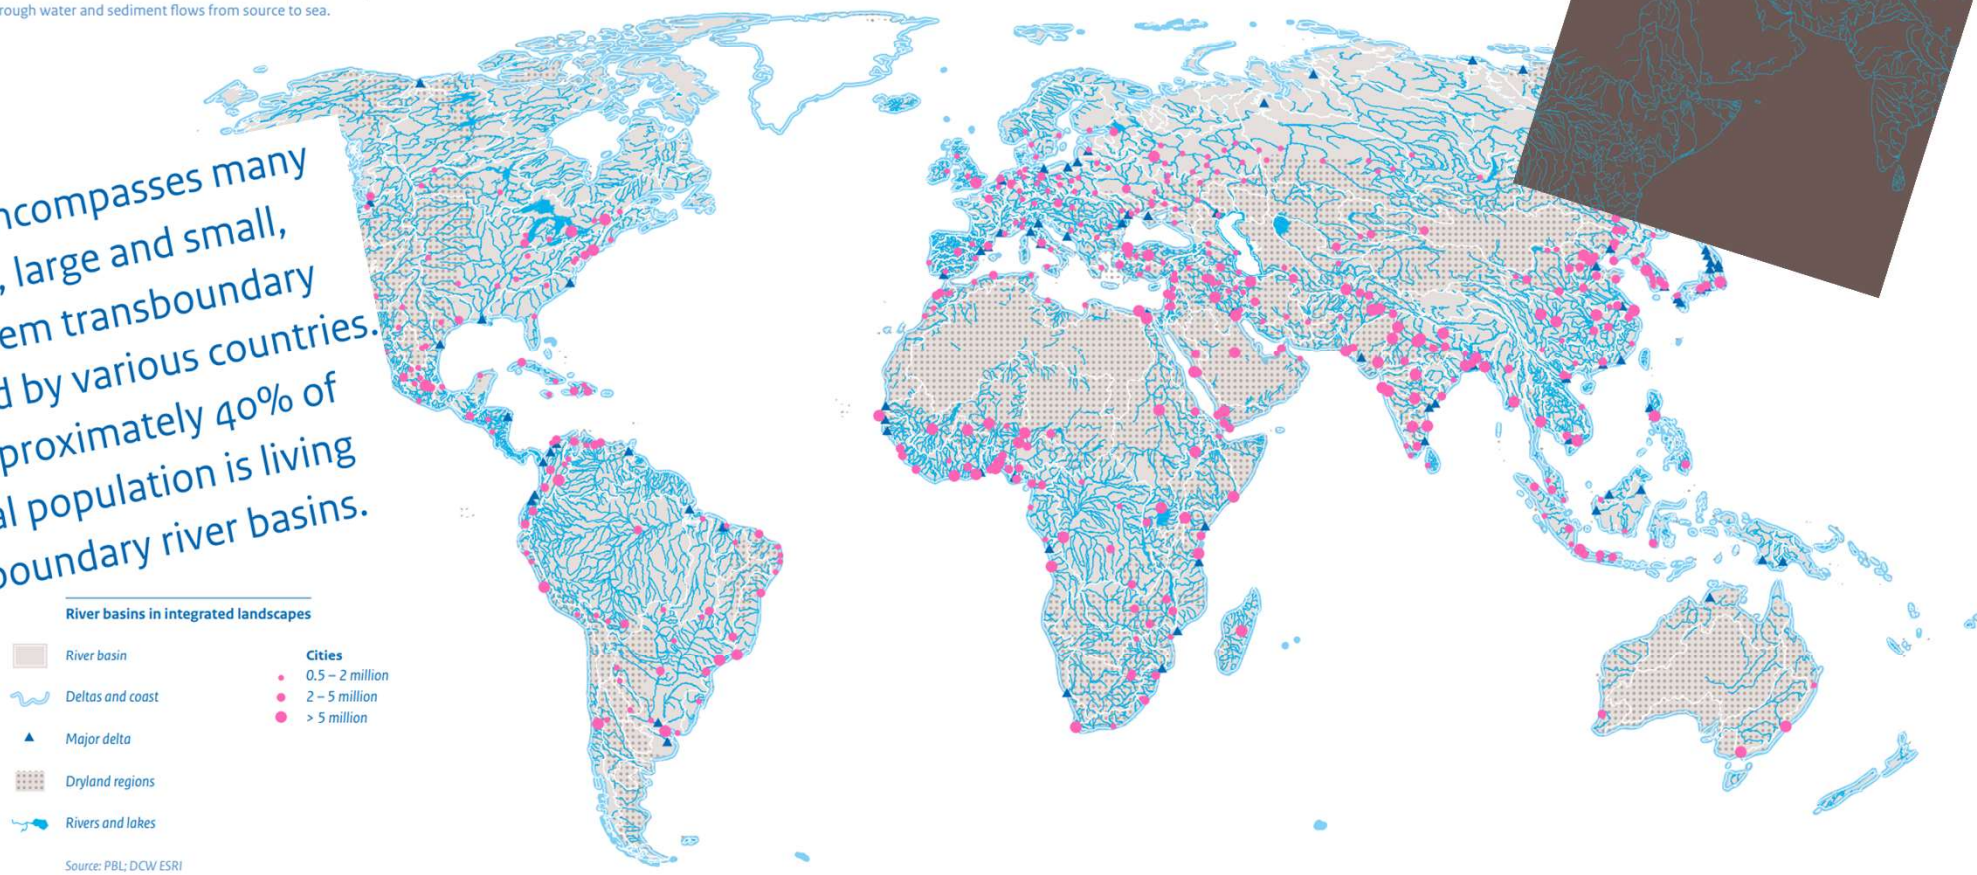 rough water and sediment flows from source to sea.
ncompasses many
, large and small,
em transboundary
d by various countries.
proximately 40% of
al population is living
boundary river basins.
River basins in integrated landscapes
River basin
Deltas and coast
Major delta
Dryland regions
Rivers and lakes
Cities
0.5 – 2 million
2 – 5 million
> 5 million
Source: PBL; DCW ESRI